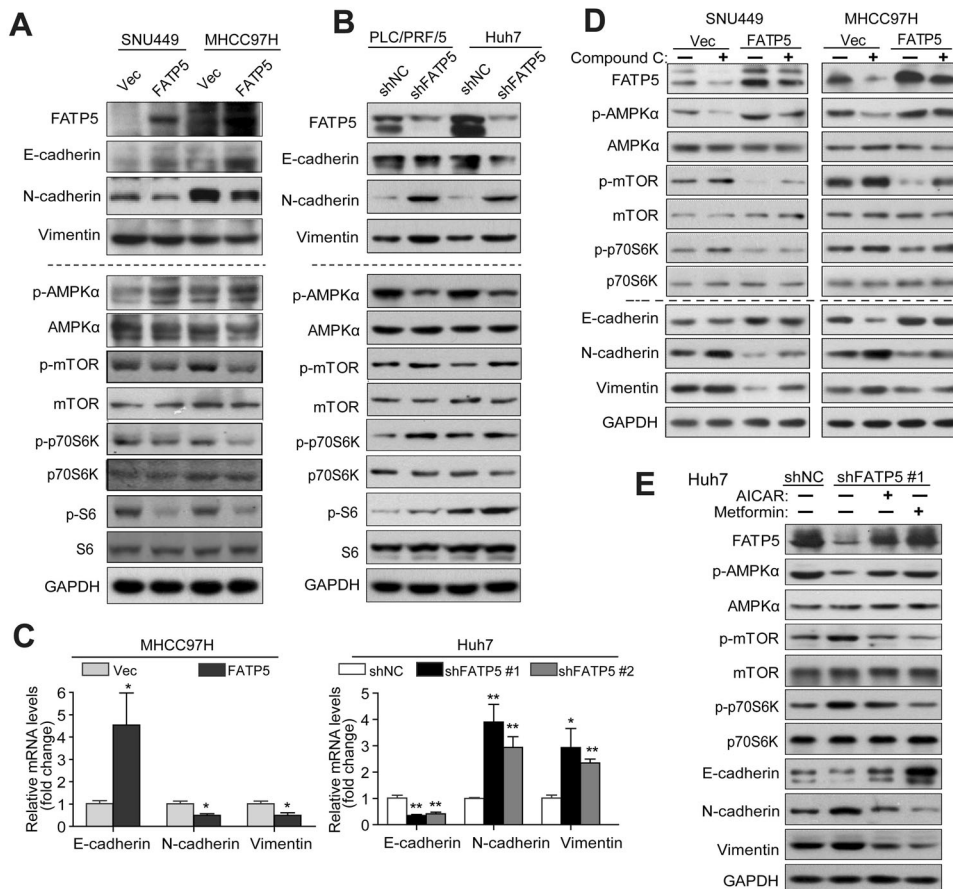 A
SNU449 MHCC97H
Vec FATP5 Vec FATP5
FATP5
E-cadherin
N-cadherin
Vimentin
p-AMPKα
AMPKα
p-mTOR
mTOR
p-p70S6K
p70S6K
p-S6
S6
GAPDH
B
PLC/PRF/5 Huh7
shNC shFATP5 shNC shFATP5
FATP5
E-cadherin
N-cadherin
Vimentin
p-AMPKα
AMPKα
p-mTOR
mTOR
p-p70S6K
p70S6K
p-S6
S6
GAPDH
C
MHCC97H
Vec FATP5
Relative mRNA levels
(fold change)
6
5
4
3
2
1
0
* * *
E-cadherin N-cadherin Vimentin
Huh7
shNC shFATP5 #1 shFATP5 #2
Relative mRNA levels
(fold change)
6
4
2
0
** ** ** ** * **
E-cadherin N-cadherin Vimentin
D
SNU449 MHCC97H
Vec FATP5 Vec FATP5
Compound C: – + – + – + – +
FATP5
p-AMPKα
AMPKα
p-mTOR
mTOR
p-p70S6K
p70S6K
E-cadherin
N-cadherin
Vimentin
GAPDH
E
Huh7 shNC shFATP5 #1
AICAR: – – + –
Metformin: – – – +
FATP5
p-AMPKα
AMPKα
p-mTOR
mTOR
p-p70S6K
p70S6K
E-cadherin
N-cadherin
Vimentin
GAPDH